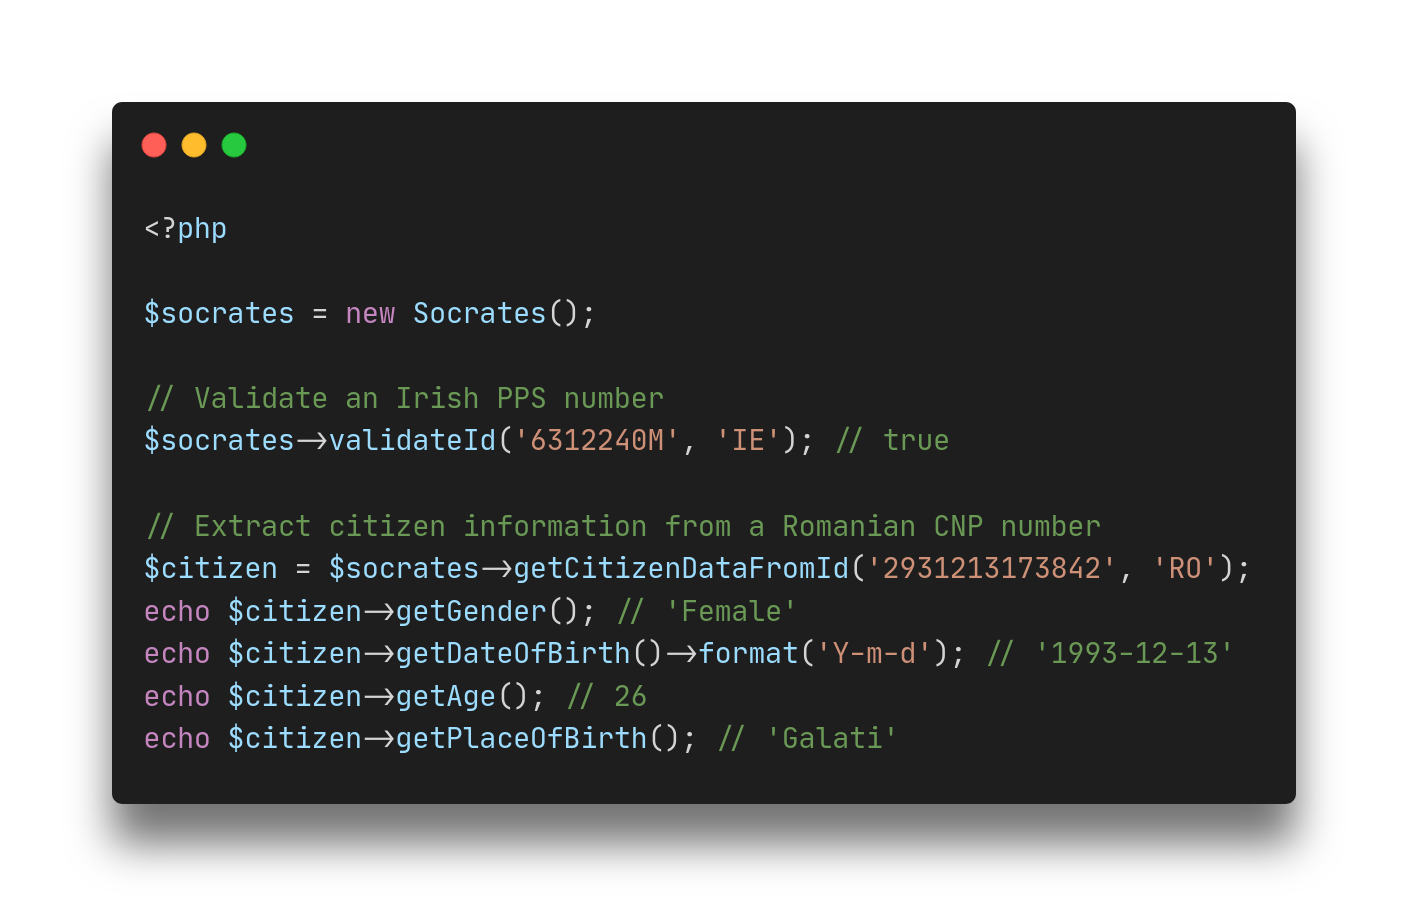 <?php
$socrates = new Socrates();
// Validate an Irish PPS number
$socrates->validateId('6312240M', 'IE'); // true
// Extract citizen information from a Romanian CNP number
$citizen = $socrates->getCitizenDataFromId('2931213173842', 'RO');
echo $citizen->getGender(); // 'Female'
echo $citizen->getDateOfBirth()->format('Y-m-d'); // '1993-12-13'
echo $citizen->getAge(); // 26
echo $citizen->getPlaceOfBirth(); // 'Galati'